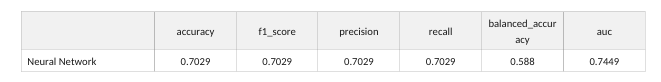 accuracy f1_score precision recall balanced_accur
acy auc
Neural Network 0.7029 0.7029 0.7029 0.7029 0.588 0.7449